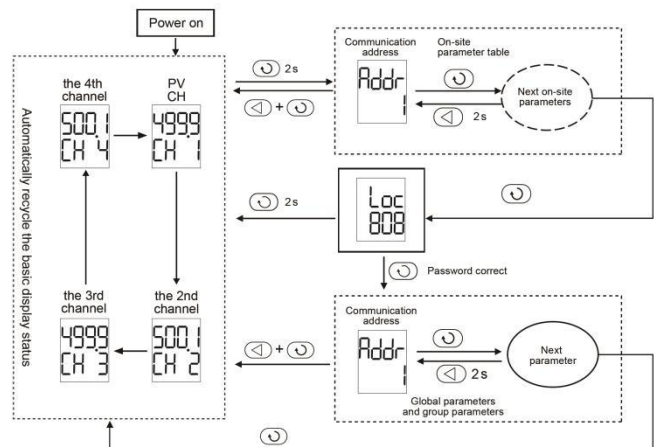 Power on
Automatically recycle the basic display status
the 4th
channel
500.1
CH 4
PV
CH
499.9
CH 1
the 3rd
channel
499.9
CH 3
the 2nd
channel
500.1
CH 2
2s
+
Communication
address
On-site
parameter table
Addr
1
2s
Next on-site
parameters
2s
Loc
808
Password correct
+
Communication
address
Addr
1
2s
Next
parameter
Global parameters
and group parameters